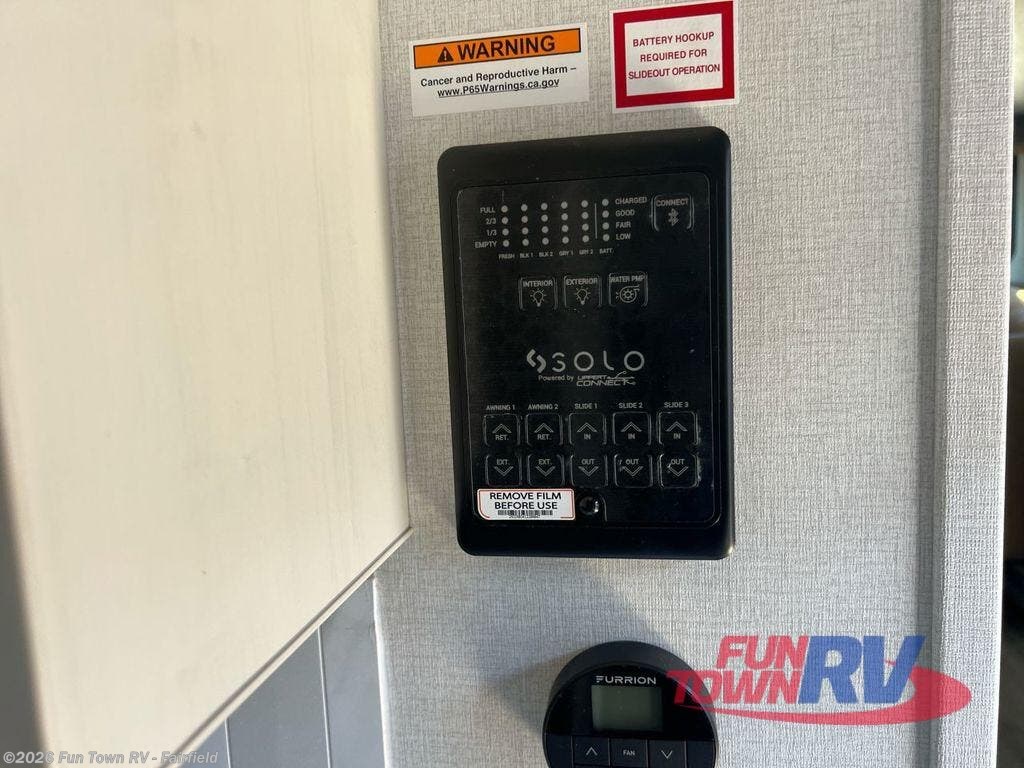 WARNING
Cancer and Reproductive Harm –
www.P65Warnings.ca.gov
BATTERY HOOKUP
REQUIRED FOR
SLIDEOUT OPERATION
FULL CHARGED
2/3 GOOD
1/3 FAIR
EMPTY LOW
FRESH BLK 1 BLK 2 GRY 1 GRY 2 BATT.
CONNECT
INTERIOR EXTERIOR WATER PMP
SOLO
Powered by LIPPERT
CONNECT
AWNING 1 AWNING 2 SLIDE 1 SLIDE 2 SLIDE 3
RET. RET. IN IN IN
EXT. EXT. OUT OUT OUT
REMOVE FILM
BEFORE USE
FURRION
FAN
FUN
TOWN RV
©2026 Fun Town RV - Fairfield